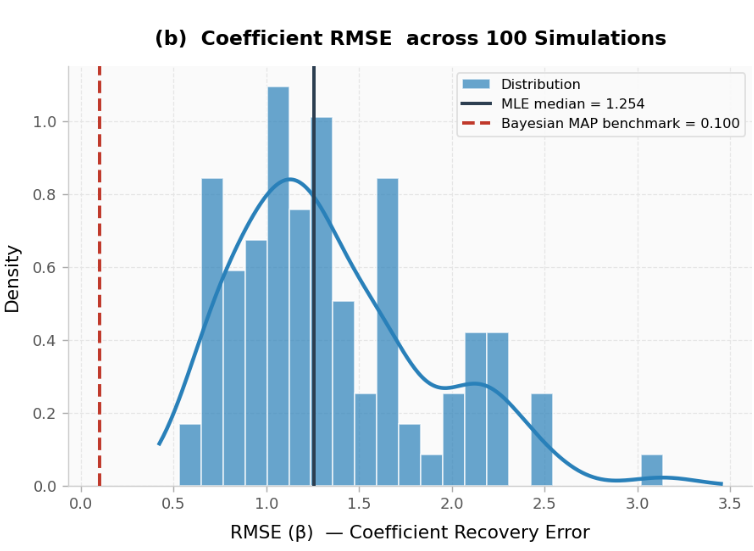 (b)  Coefficient RMSE  across 100 Simulations
Distribution
MLE median = 1.254
Bayesian MAP benchmark = 0.100
Density
1.0
0.8
0.6
0.4
0.2
0.0
0.0 0.5 1.0 1.5 2.0 2.5 3.0 3.5
RMSE (β)  — Coefficient Recovery Error